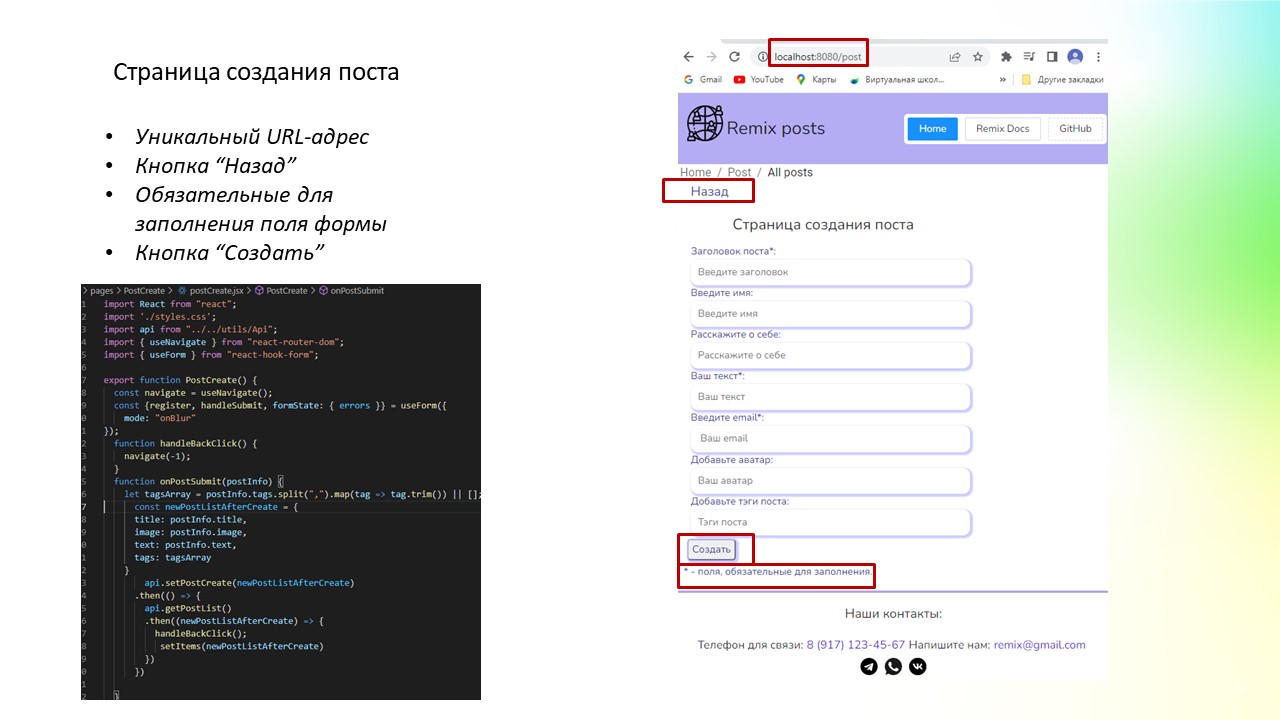 Страница создания поста
• Уникальный URL-адрес
• Кнопка “Назад”
• Обязательные для
заполнения поля формы
• Кнопка “Создать”
> pages > PostCreate > postCreate.jsx > PostCreate > onPostSubmit
1 import React from "react";
2 import './styles.css';
3 import api from "../../utils/Api";
4 import { useNavigate } from "react-router-dom";
5 import { useForm } from "react-hook-form";
6
7 export function PostCreate() {
8 const navigate = useNavigate();
9 const {register, handleSubmit, formState: { errors }} = useForm({
0 mode: "onBlur"
1 });
2 function handleBackClick() {
3 navigate(-1);
4 }
5 function onPostSubmit(postInfo) {
6 let tagsArray = postInfo.tags.split(",").map(tag => tag.trim()) || [];
7 const newPostListAfterCreate = {
8 title: postInfo.title,
9 image: postInfo.image,
0 text: postInfo.text,
1 tags: tagsArray
2 }
3 api.setPostCreate(newPostListAfterCreate)
4 .then(() => {
5 api.getPostList()
6 .then((newPostListAfterCreate) => {
7 handleBackClick();
8 setItems(newPostListAfterCreate)
9 })
0 })
1
2 }
localhost:8080/post
Gmail YouTube Карты Виртуальная школ... » Другие закладки
Remix posts Home Remix Docs GitHub
Home / Post / All posts
Назад
Страница создания поста
Заголовок поста*:
Введите заголовок
Введите имя:
Введите имя
Расскажите о себе:
Расскажите о себе
Ваш текст*:
Ваш текст
Введите email*:
Ваш email
Добавьте аватар:
Ваш аватар
Добавьте тэги поста:
Тэги поста
Создать
* - поля, обязательные для заполнения.
Наши контакты:
Телефон для связи: 8 (917) 123-45-67 Напишите нам: remix@gmail.com